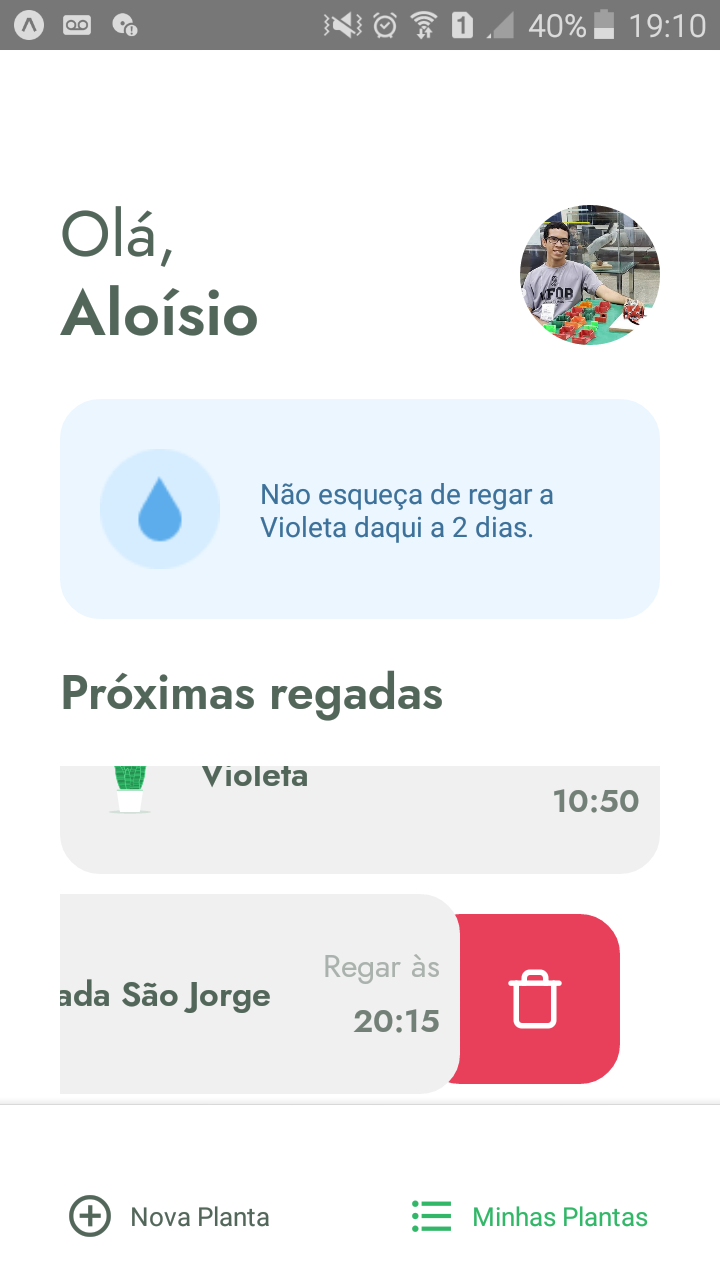 1 40% 19:10
Olá,
Aloísio
Não esqueça de regar a
Violeta daqui a 2 dias.
Próximas regadas
Violeta
10:50
Regar às
ada São Jorge
20:15
Nova Planta
Minhas Plantas